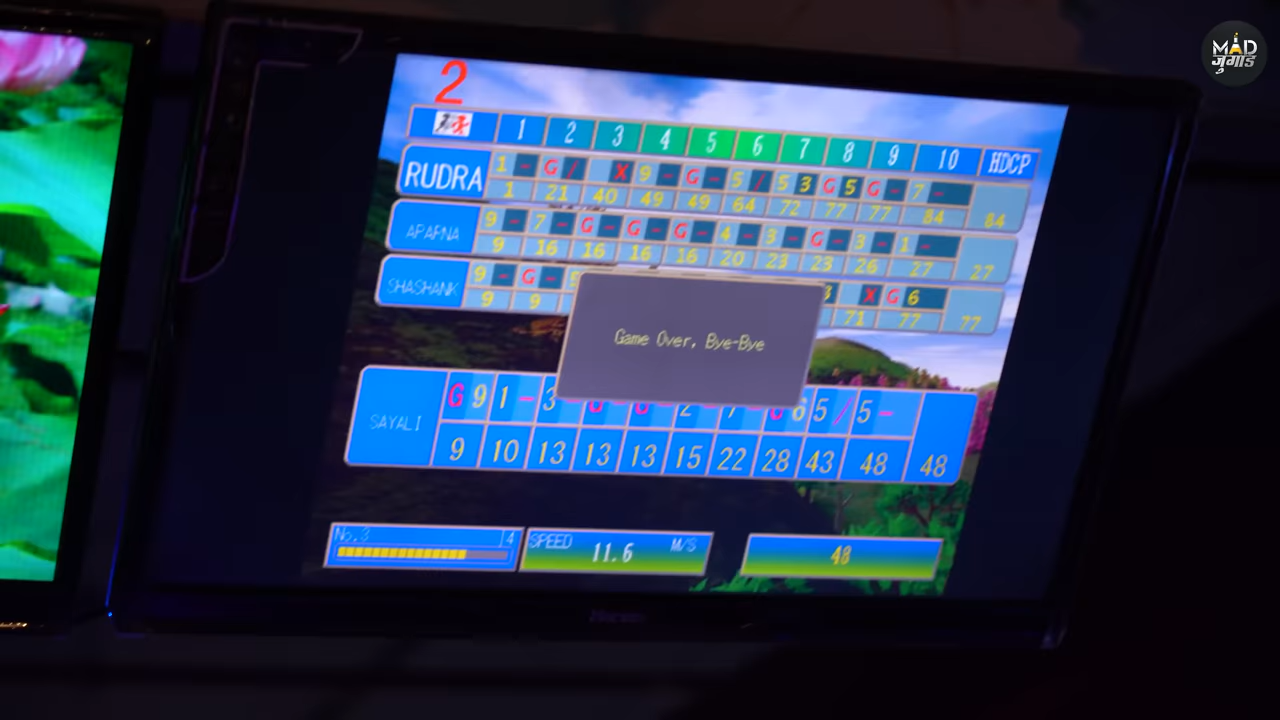 MAD
जुगाड
2
1 2 3 4 5 6 7 8 9 10 HDCP
RUDRA 1 - G / X 9 - G - 5 / 5 3 G 5 G - 7 -
1 21 40 49 49 64 72 77 77 84 84
APARNA 9 - 7 - G - G - G - 4 - 3 - G - 3 - 1 -
9 16 16 16 16 20 23 23 26 27 27
SHASHANK 9 - G - X G 6
9 9 71 77 77
Game Over, Bye-Bye
SAYALI G 9 1 - 3 2 - 7 - 6 5 / 5 -
9 10 13 13 13 15 22 28 43 48 48
No.3 4
SPEED 11.6 M/S
48